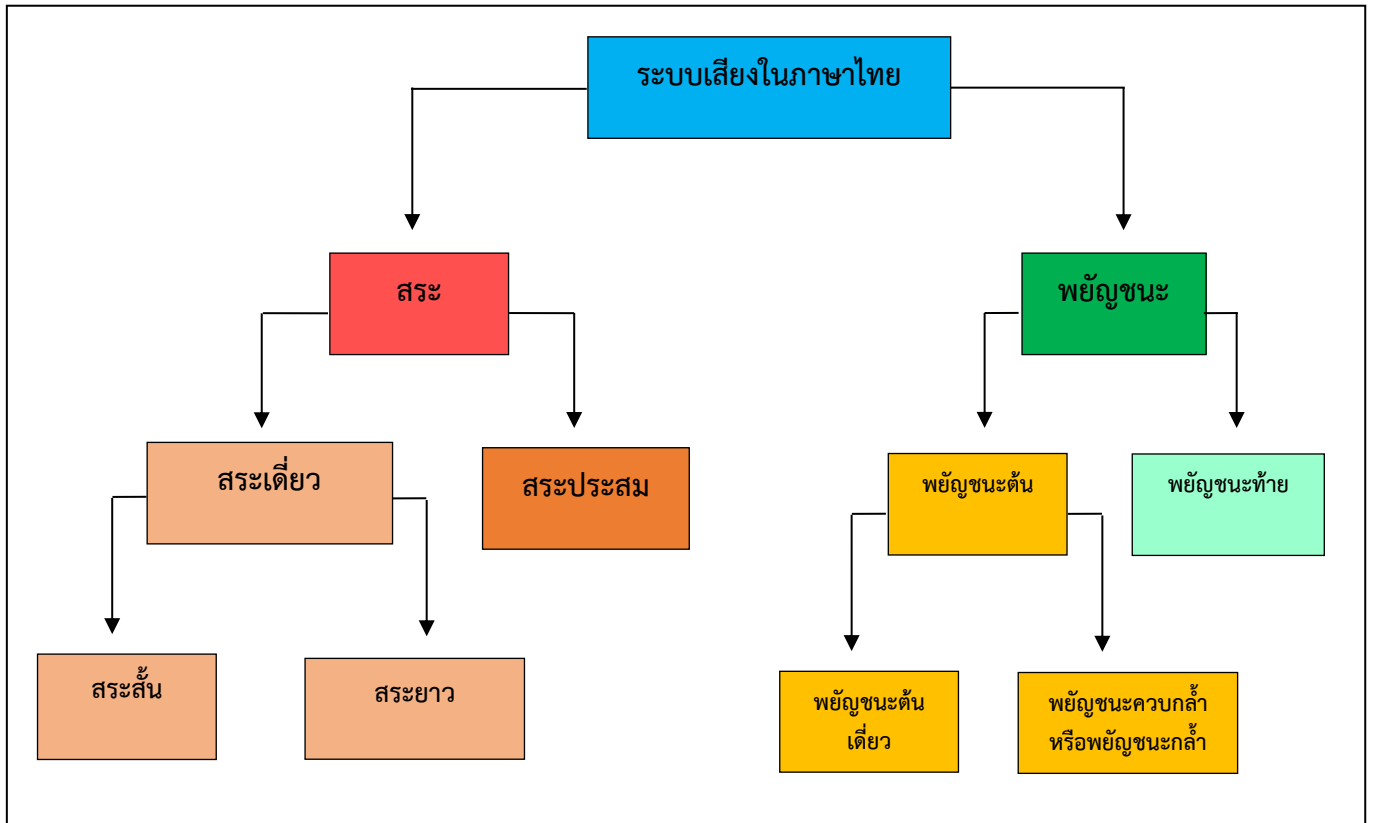 ระบบเสียงในภาษาไทย
สระ
พยัญชนะ
สระเดี่ยว
สระประสม
พยัญชนะต้น
พยัญชนะท้าย
สระสั้น
สระยาว
พยัญชนะต้น
เดี่ยว
พยัญชนะควบกล้ำ
หรือพยัญชนะกล้ำ